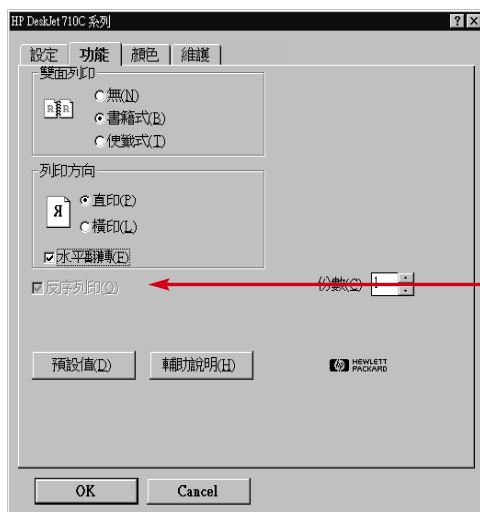 HP DeskJet 710C 系列
設定 功能 顏色 維護
雙面列印
無(N)
書籍式(B)
便籤式(T)
列印方向
直印(P)
橫印(L)
水平翻轉(F)
反序列印(O)
份數(C) 1
預設值(D) 輔助說明(H)
HEWLETT
PACKARD
OK Cancel